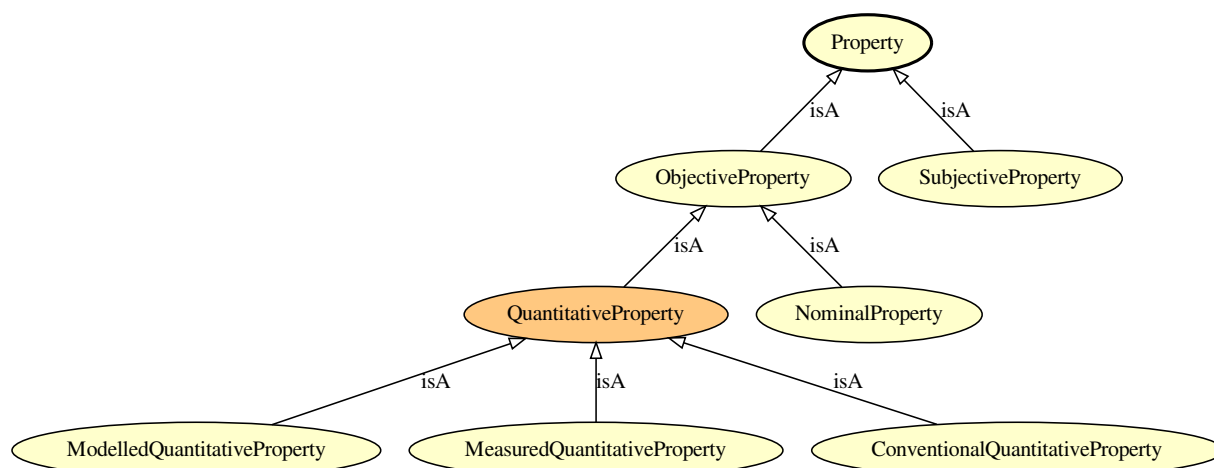 Property
isA isA
ObjectiveProperty SubjectiveProperty
isA isA
QuantitativeProperty NominalProperty
isA isA isA
ModelledQuantitativeProperty MeasuredQuantitativeProperty ConventionalQuantitativeProperty